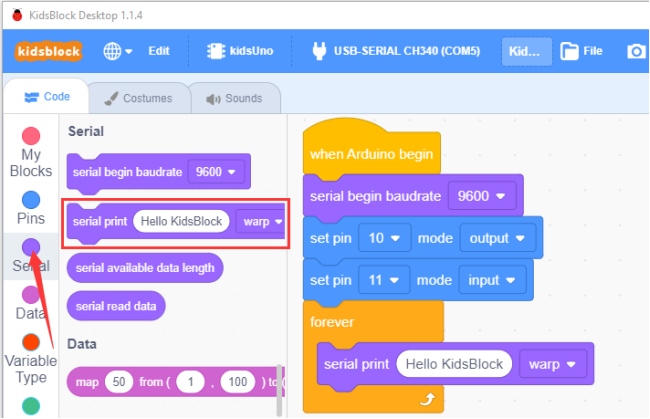 KidsBlock Desktop 1.1.4
kidsblock Edit kidsUno USB-SERIAL CH340 (COM5) Kid... File
Code Costumes Sounds
My Blocks
Pins
Serial
Data
Variable Type
Serial
serial begin baudrate 9600
serial print Hello KidsBlock warp
serial available data length
serial read data
Data
map 50 from ( 1 , 100 ) to (
when Arduino begin
serial begin baudrate 9600
set pin 10 mode output
set pin 11 mode input
forever
serial print Hello KidsBlock warp